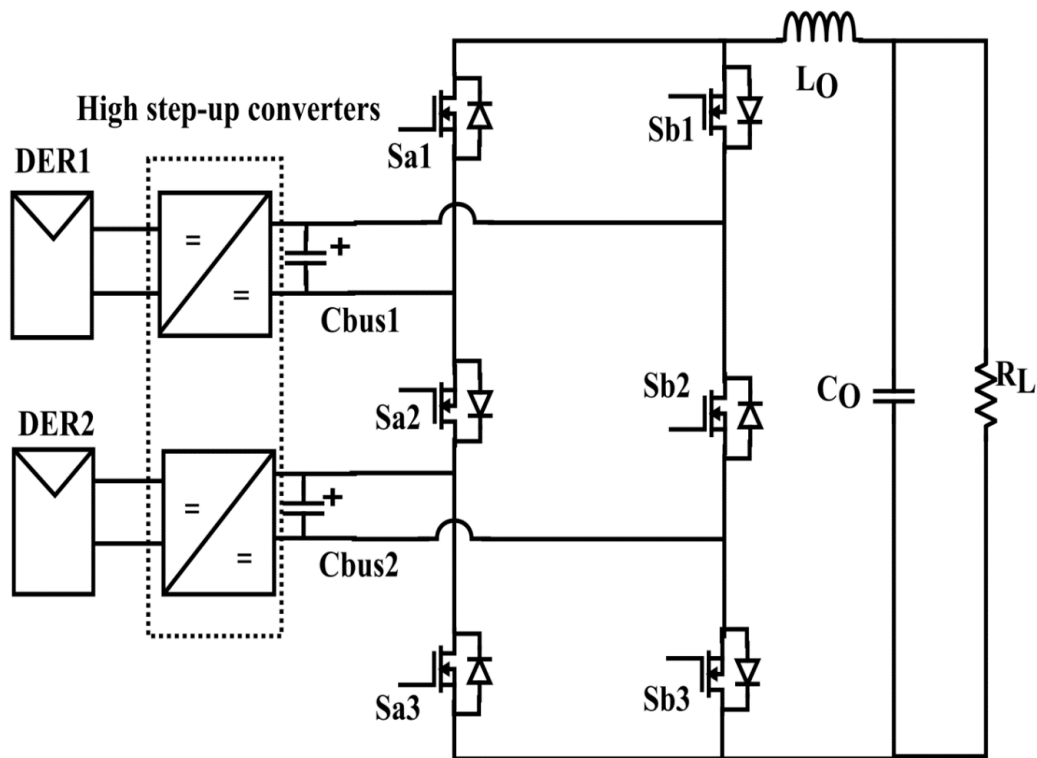 High step-up converters
DER1
=
=
+
Cbus1
DER2
=
=
+
Cbus2
Sa1
Sb1
Sa2
Sb2
Sa3
Sb3
LO
CO
RL